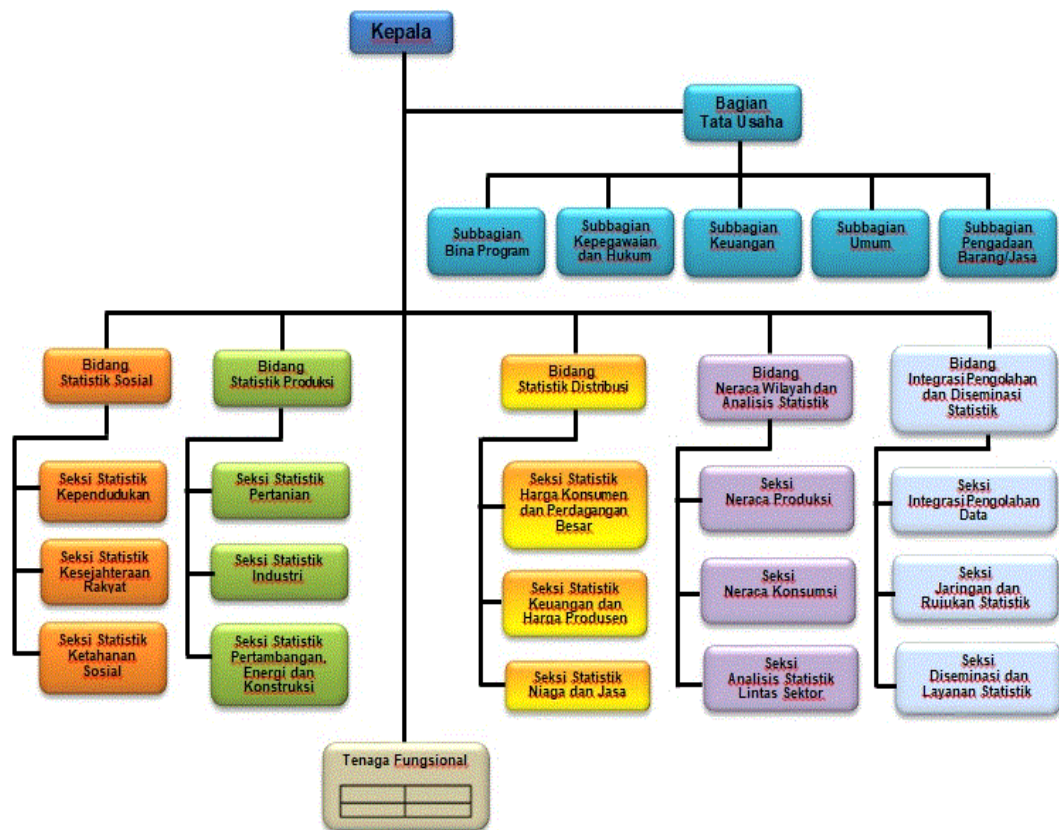 Kepala
Bagian
Tata Usaha
Subbagian
Bina Program
Subbagian
Kepegawaian
dan Hukum
Subbagian
Keuangan
Subbagian
Umum
Subbagian
Pengadaan
Barang/Jasa
Bidang
Statistik Sosial
Seksi Statistik
Kependudukan
Seksi Statistik
Kesejahteraan
Rakyat
Seksi Statistik
Ketahanan
Sosial
Bidang
Statistik Produksi
Seksi Statistik
Pertanian
Seksi Statistik
Industri
Seksi Statistik
Pertambangan,
Energi dan
Konstruksi
Bidang
Statistik Distribusi
Seksi Statistik
Harga Konsumen
dan Perdagangan
Besar
Seksi Statistik
Keuangan dan
Harga Produsen
Seksi Statistik
Niaga dan Jasa
Bidang
Neraca Wilayah dan
Analisis Statistik
Seksi
Neraca Produksi
Seksi
Neraca Konsumsi
Seksi
Analisis Statistik
Lintas Sektor
Bidang
Integrasi Pengolahan
dan Diseminasi
Statistik
Seksi
Integrasi Pengolahan
Data
Seksi
Jaringan dan
Rujukan Statistik
Seksi
Diseminasi dan
Layanan Statistik
Tenaga Fungsional